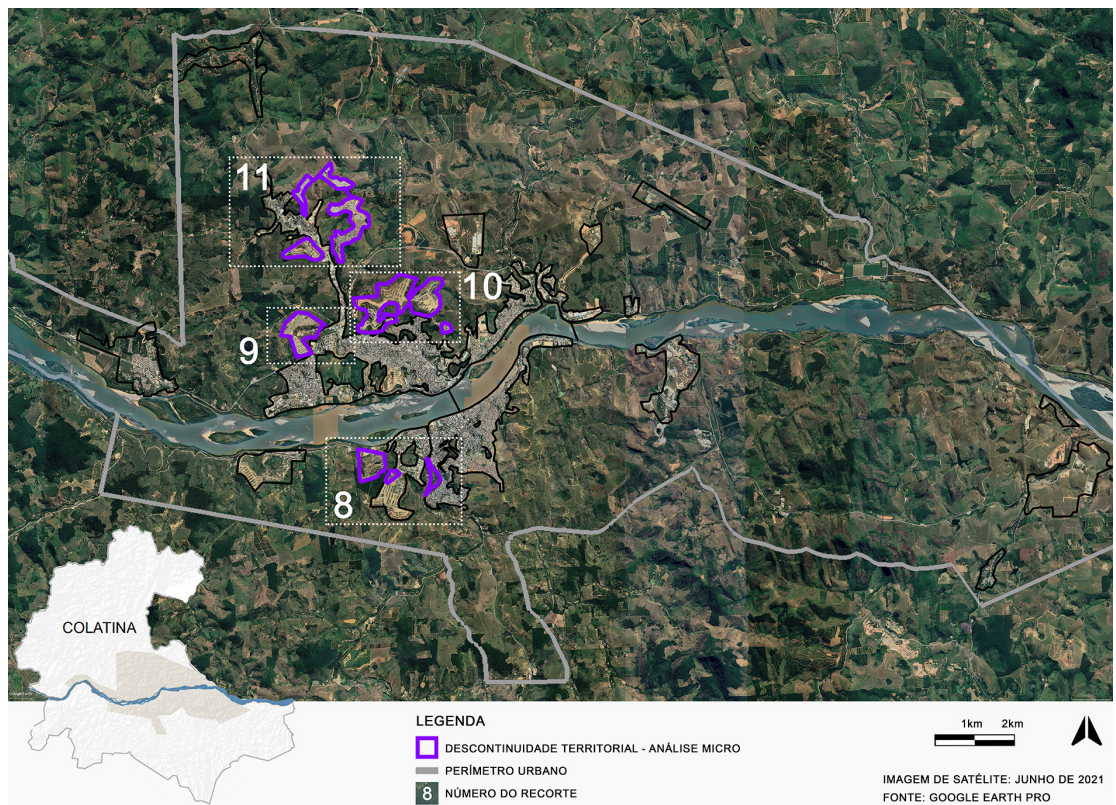 11
10
9
8
COLATINA
LEGENDA
DESCONTINUIDADE TERRITORIAL - ANÁLISE MICRO
PERÍMETRO URBANO
8 NÚMERO DO RECORTE
1km 2km
IMAGEM DE SATÉLITE: JUNHO DE 2021
FONTE: GOOGLE EARTH PRO